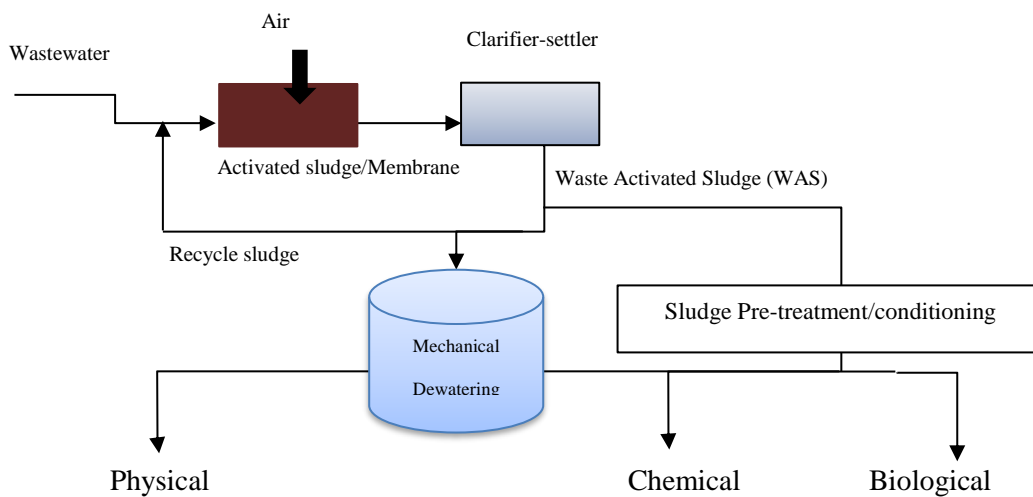 Air
Clarifier-settler
Wastewater
Activated sludge/Membrane
Waste Activated Sludge (WAS)
Recycle sludge
Sludge Pre-treatment/conditioning
Mechanical
Dewatering
Physical
Chemical
Biological